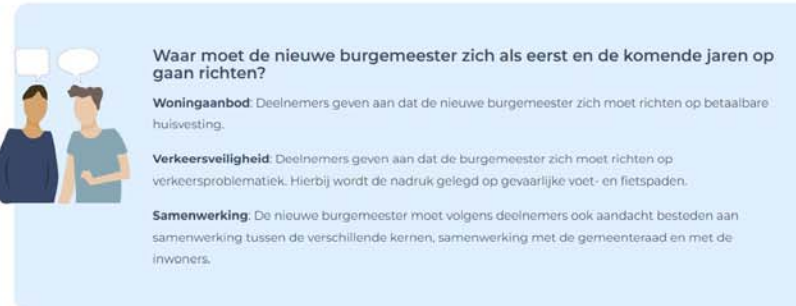 Waar moet de nieuwe burgemeester zich als eerst en de komende jaren op
gaan richten?
Woningaanbod: Deelnemers geven aan dat de nieuwe burgemeester zich moet richten op betaalbare
huisvesting.
Verkeersveiligheid: Deelnemers geven aan dat de burgemeester zich moet richten op
verkeersproblematiek. Hierbij wordt de nadruk gelegd op gevaarlijke voet- en fietspaden.
Samenwerking: De nieuwe burgemeester moet volgens deelnemers ook aandacht besteden aan
samenwerking tussen de verschillende kernen, samenwerking met de gemeenteraad en met de
inwoners.